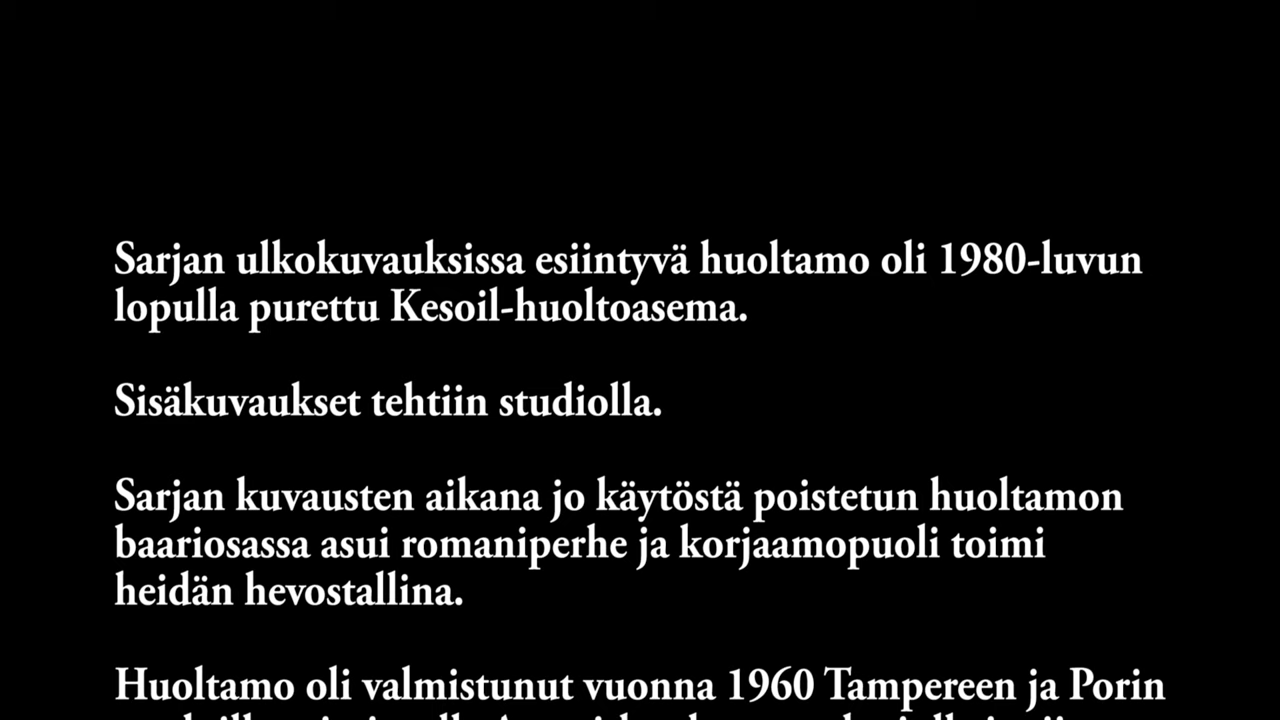 Sarjan ulkokuvauksissa esiintyvä huoltamo oli 1980-luvun
lopulla purettu Kesoil-huoltoasema.
Sisäkuvaukset tehtiin studiolla.
Sarjan kuvausten aikana jo käytöstä poistetun huoltamon
baariosassa asui romaniperhe ja korjaamopuoli toimi
heidän hevostallina.
Huoltamo oli valmistunut vuonna 1960 Tampereen ja Porin